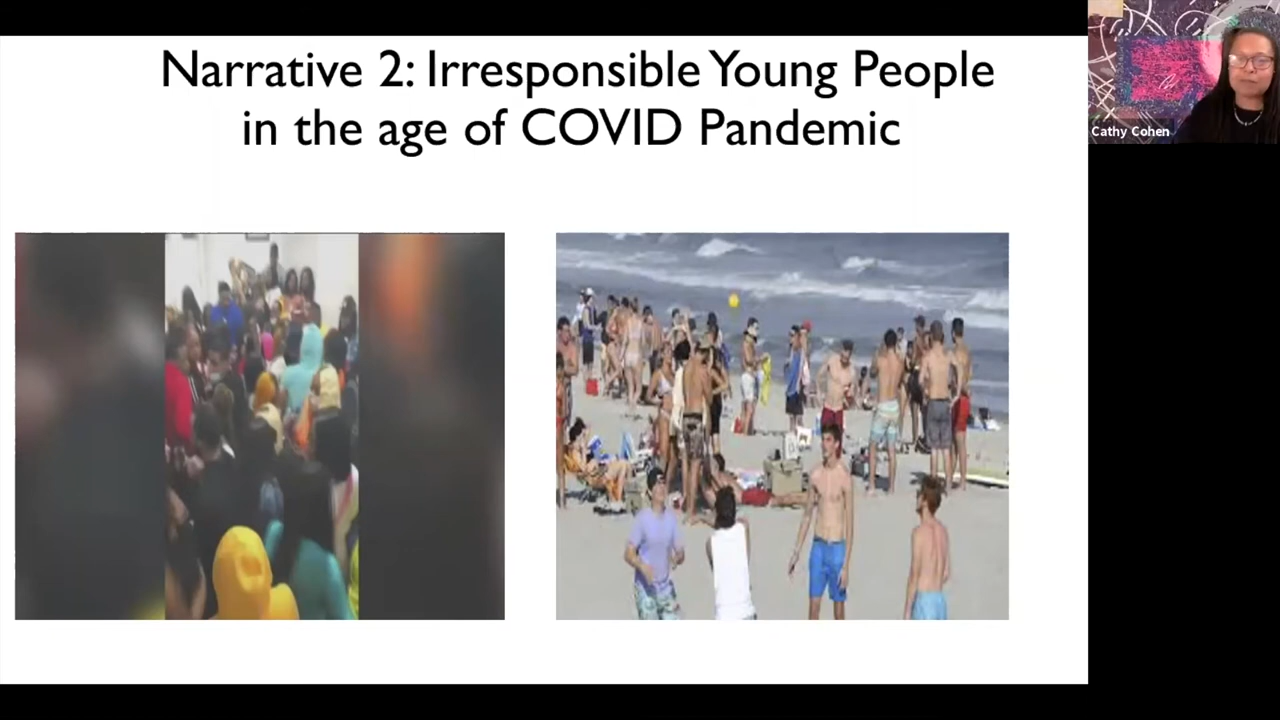 Narrative 2: Irresponsible Young People
in the age of COVID Pandemic
Cathy Cohen